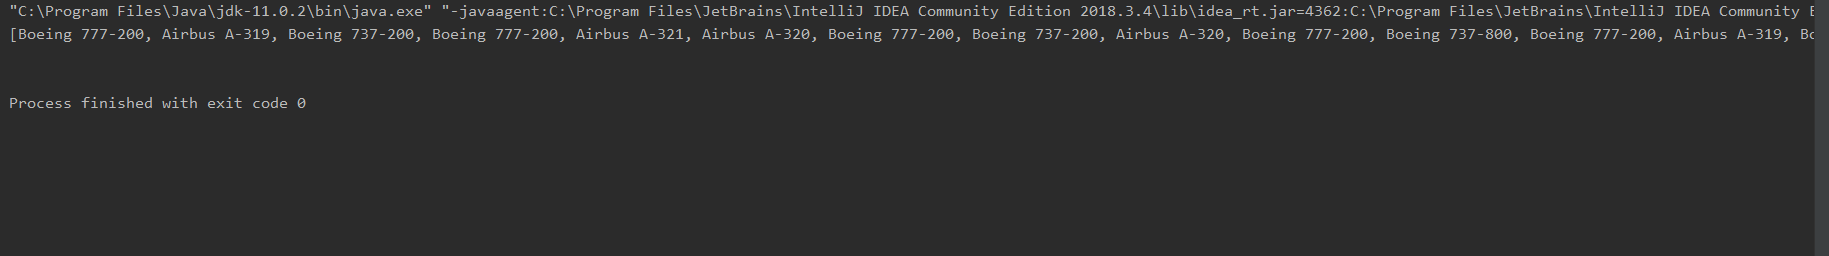 "C:\Program Files\Java\jdk-11.0.2\bin\java.exe" "-javaagent:C:\Program Files\JetBrains\IntelliJ IDEA Community Edition 2018.3.4\lib\idea_rt.jar=4362:C:\Program Files\JetBrains\IntelliJ IDEA Community E
[Boeing 777-200, Airbus A-319, Boeing 737-200, Boeing 777-200, Airbus A-321, Airbus A-320, Boeing 777-200, Boeing 737-200, Airbus A-320, Boeing 777-200, Boeing 737-800, Boeing 777-200, Airbus A-319, Bo
Process finished with exit code 0